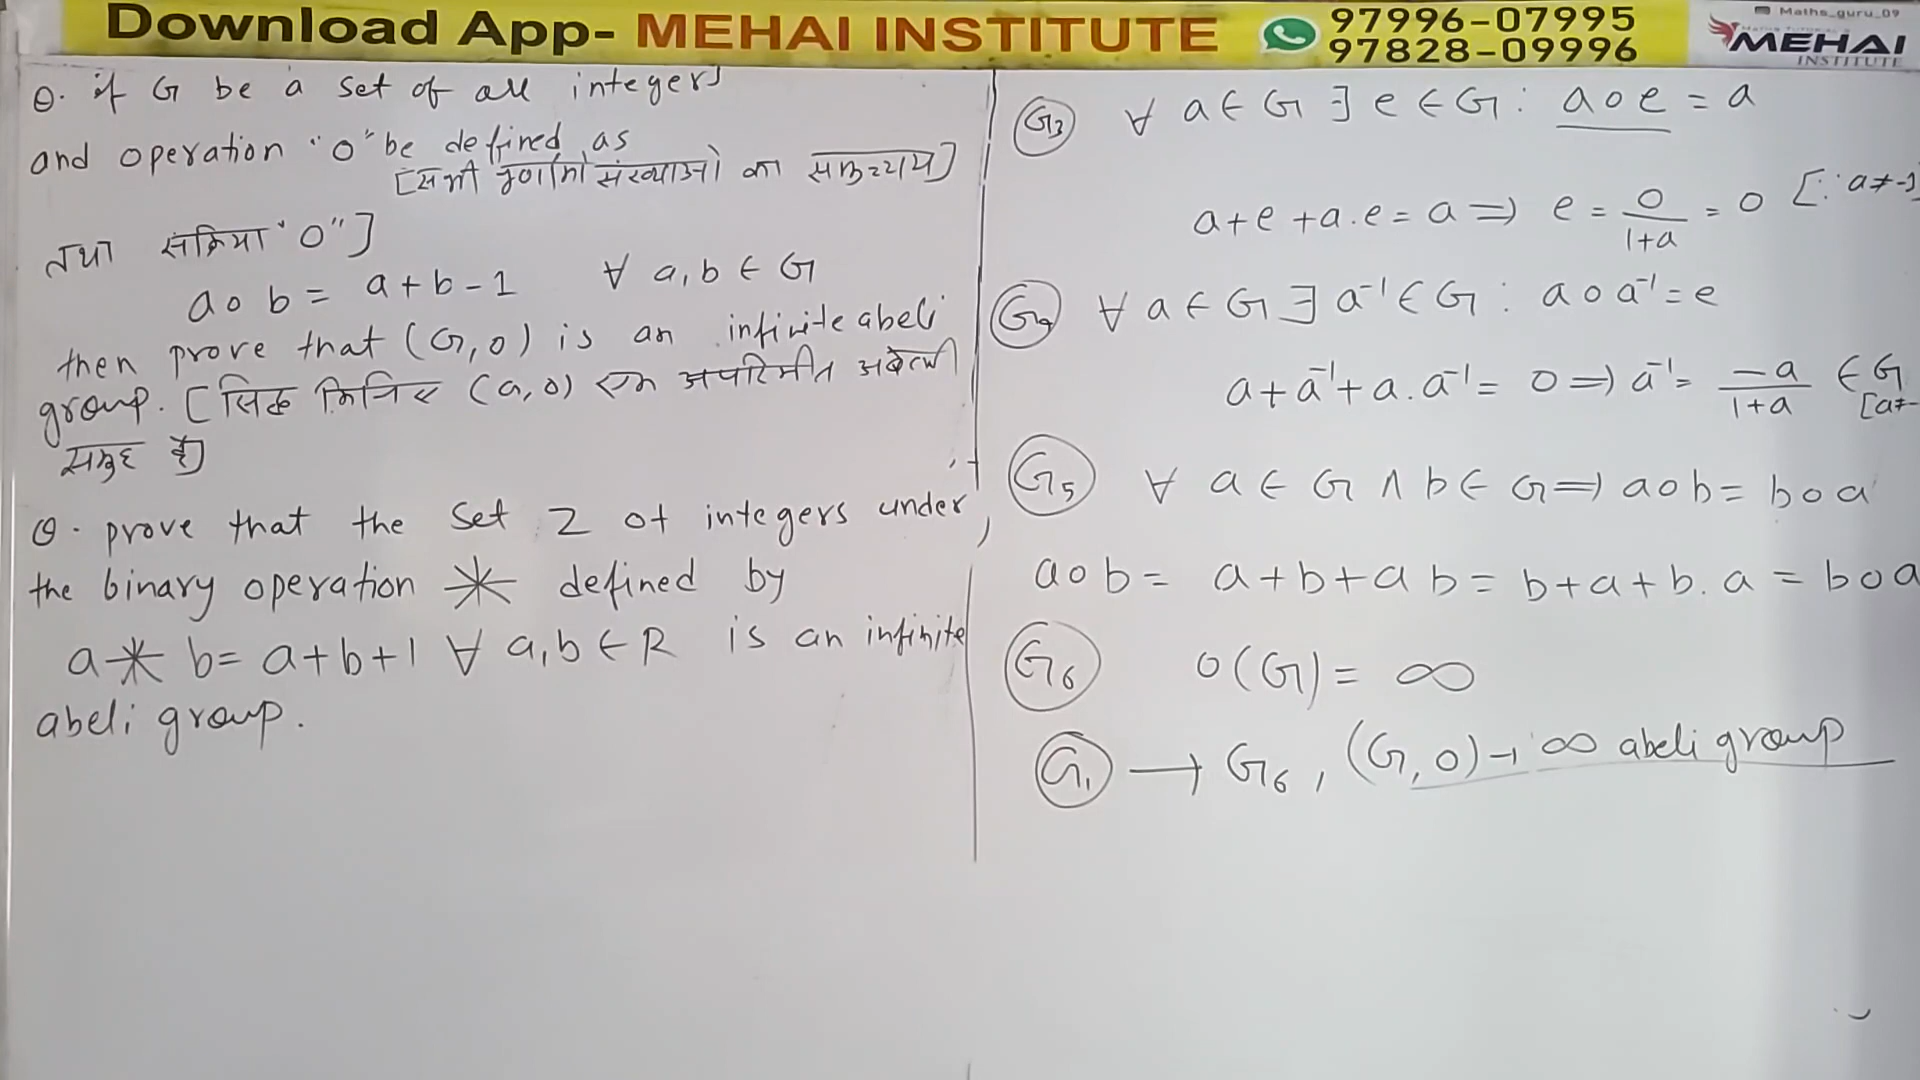 Download App- MEHAI INSTITUTE 97996-07995
97828-09996
Maths_guru_09
MEHAI
INSTITUTE
Q. if G be a set of all integers
and operation "o" be defined as
[सभी पूर्णांको संख्याओ का समुच्चय]
तथा संक्रिया "o"]
a o b = a + b - 1 ∀ a, b ∈ G
then prove that (G, o) is an infinite abeli
group. [सिद्ध किजिए (G, o) एक अपरिमीत अबेल्यी
समुह है]
Q. prove that the set Z of integers under
the binary operation * defined by
a * b = a + b + 1 ∀ a, b ∈ R is an infinite
abeli group.
G3 ∀ a ∈ G ∃ e ∈ G : a o e = a
a + e + a . e = a ⇒ e = 0/1+a = 0 [∵ a ≠ -1
G4 ∀ a ∈ G ∃ a⁻¹ ∈ G : a o a⁻¹ = e
a + a⁻¹ + a . a⁻¹ = 0 ⇒ a⁻¹ = -a/1+a ∈ G
[a ≠ -
G5 ∀ a ∈ G ∧ b ∈ G ⇒ a o b = b o a
a o b = a + b + a b = b + a + b . a = b o a
G6 o(G) = ∞
G1 → G6, (G, o) → ∞ abeli group